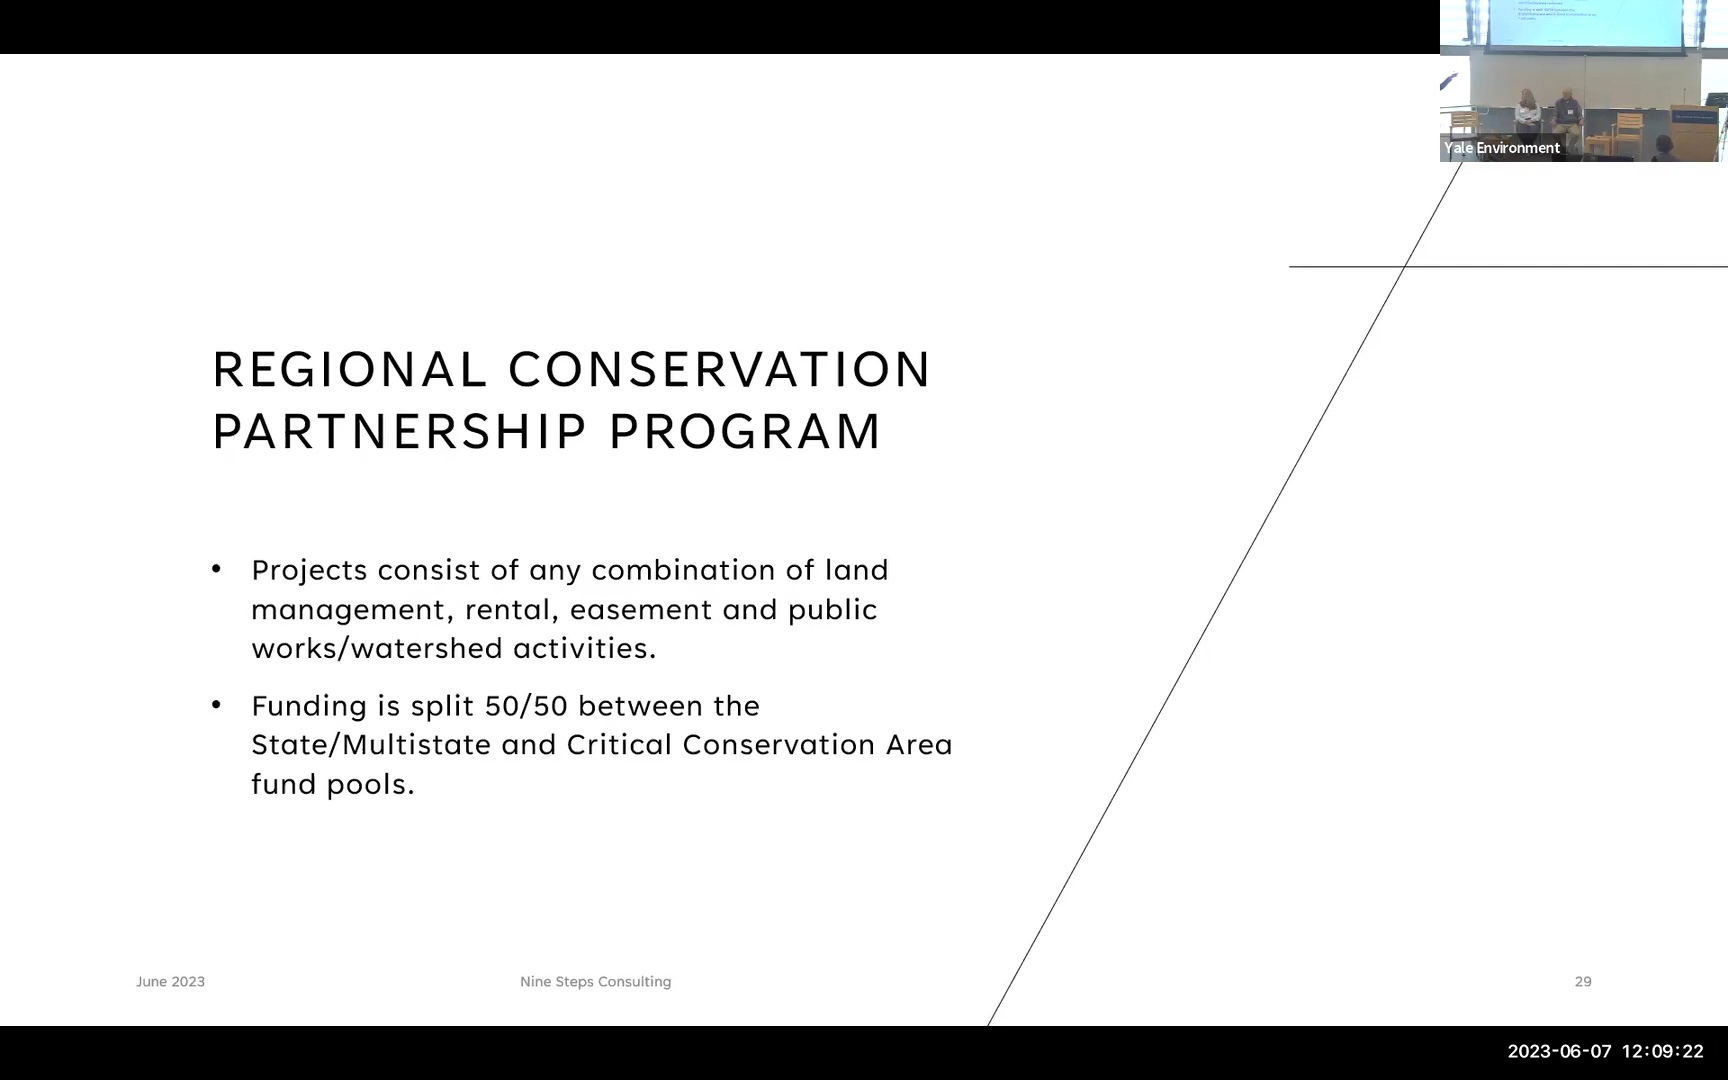 Yale Environment
REGIONAL CONSERVATION
PARTNERSHIP PROGRAM
• Projects consist of any combination of land
management, rental, easement and public
works/watershed activities.
• Funding is split 50/50 between the
State/Multistate and Critical Conservation Area
fund pools.
June 2023
Nine Steps Consulting
29
2023-06-07 12:09:22